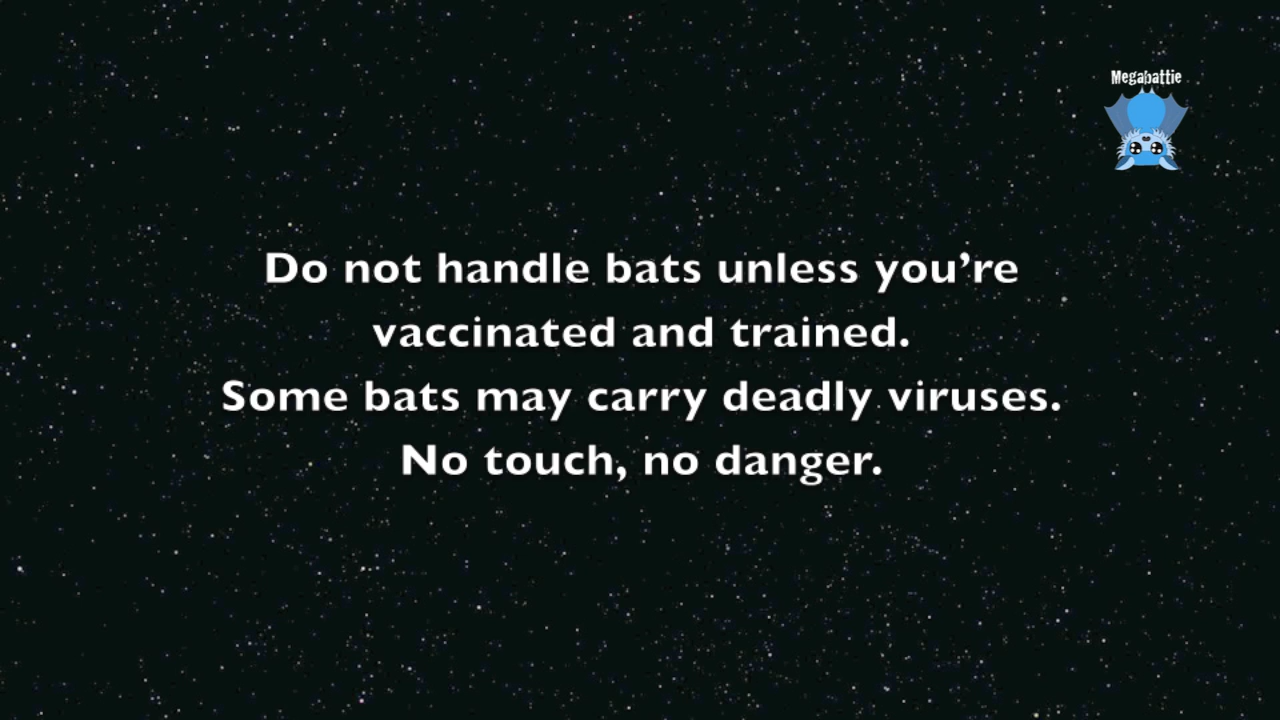 Megabattie
Do not handle bats unless you’re
vaccinated and trained.
Some bats may carry deadly viruses.
No touch, no danger.